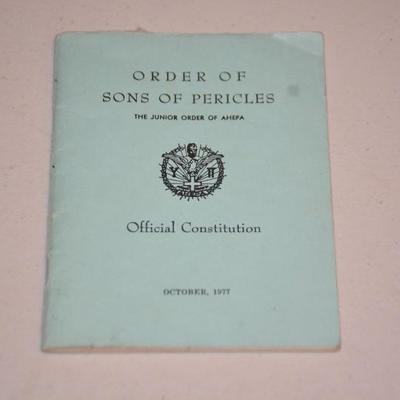 ORDER OF
SONS OF PERICLES
THE JUNIOR ORDER OF AHEPA
Υ Π
Official Constitution
OCTOBER, 1977